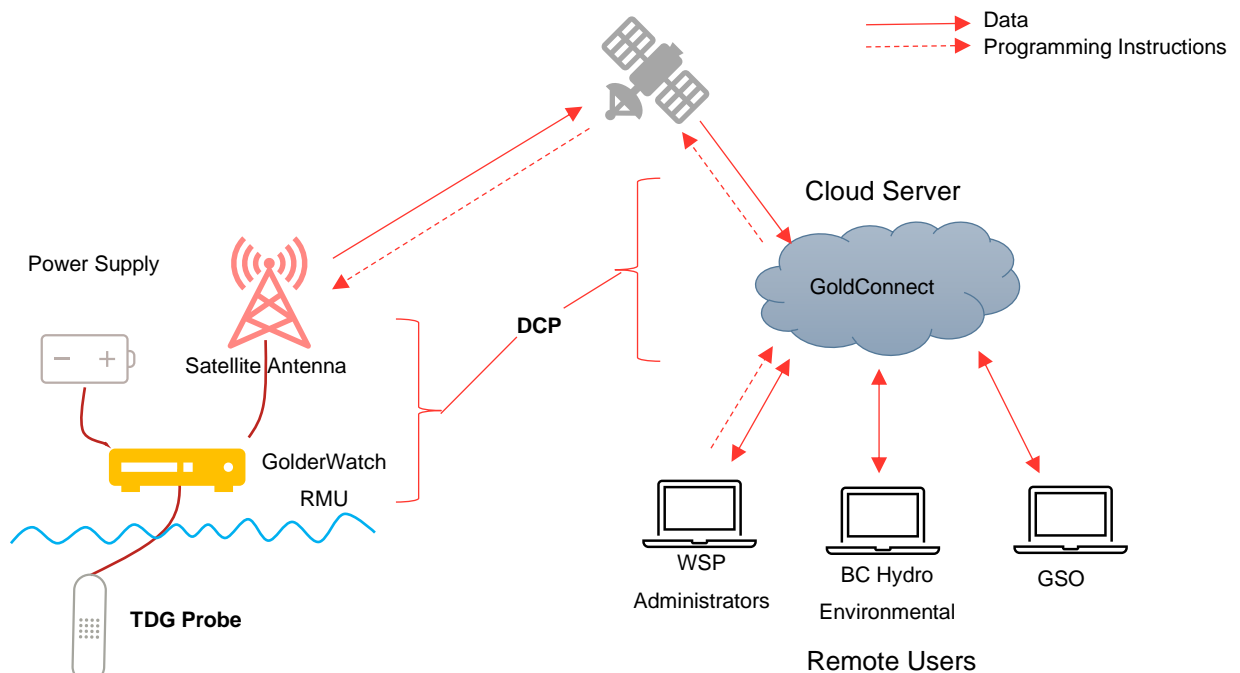 Data
Programming Instructions
Cloud Server
GoldConnect
Power Supply
Satellite Antenna
DCP
GolderWatch
RMU
TDG Probe
WSP
Administrators
BC Hydro
Environmental
GSO
Remote Users